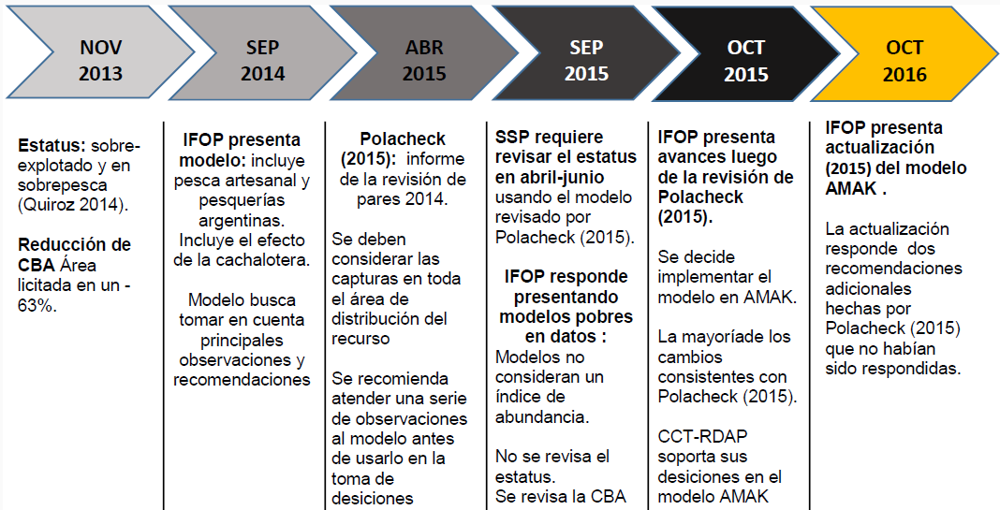 NOV
2013
SEP
2014
ABR
2015
SEP
2015
OCT
2015
OCT
2016
Estatus: sobre-
explotado y en
sobrepesca
(Quiroz 2014).
Reducción de
CBA Área
licitada en un -
63%.
IFOP presenta
modelo: incluye
pesca artesanal y
pesquerías
argentinas.
Incluye el efecto
de la cachalotera.
Modelo busca
tomar en cuenta
principales
observaciones y
recomendaciones
Polacheck
(2015): informe
de la revisión de
pares 2014.
Se deben
considerar las
capturas en toda
el área de
distribución del
recurso
Se recomienda
atender una serie
de observaciones
al modelo antes
de usarlo en la
toma de
desiciones
SSP requiere
revisar el estatus
en abril-junio
usando el modelo
revisado por
Polacheck (2015).
IFOP responde
presentando
modelos pobres
en datos :
Modelos no
consideran un
índice de
abundancia.
No se revisa el
estatus.
Se revisa la CBA
IFOP presenta
avances luego
de la revisión de
Polacheck
(2015).
Se decide
implementar el
modelo en AMAK.
La mayoríade los
cambios
consistentes con
Polacheck (2015).
CCT-RDAP
soporta sus
desiciones en el
modelo AMAK
IFOP presenta
actualización
(2015) del modelo
AMAK .
La actualización
responde dos
recomendaciones
adicionales
hechas por
Polacheck (2015)
que no habían
sido respondidas.